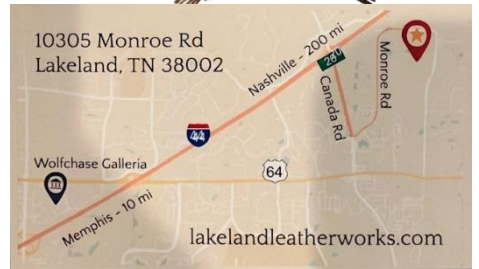 10305 Monroe Rd
Lakeland, TN 38002
Nashville - 200 mi
Canada Rd
Monroe Rd
44
Wolfchase Galleria
64
Memphis - 10 mi
lakelandleatherworks.com